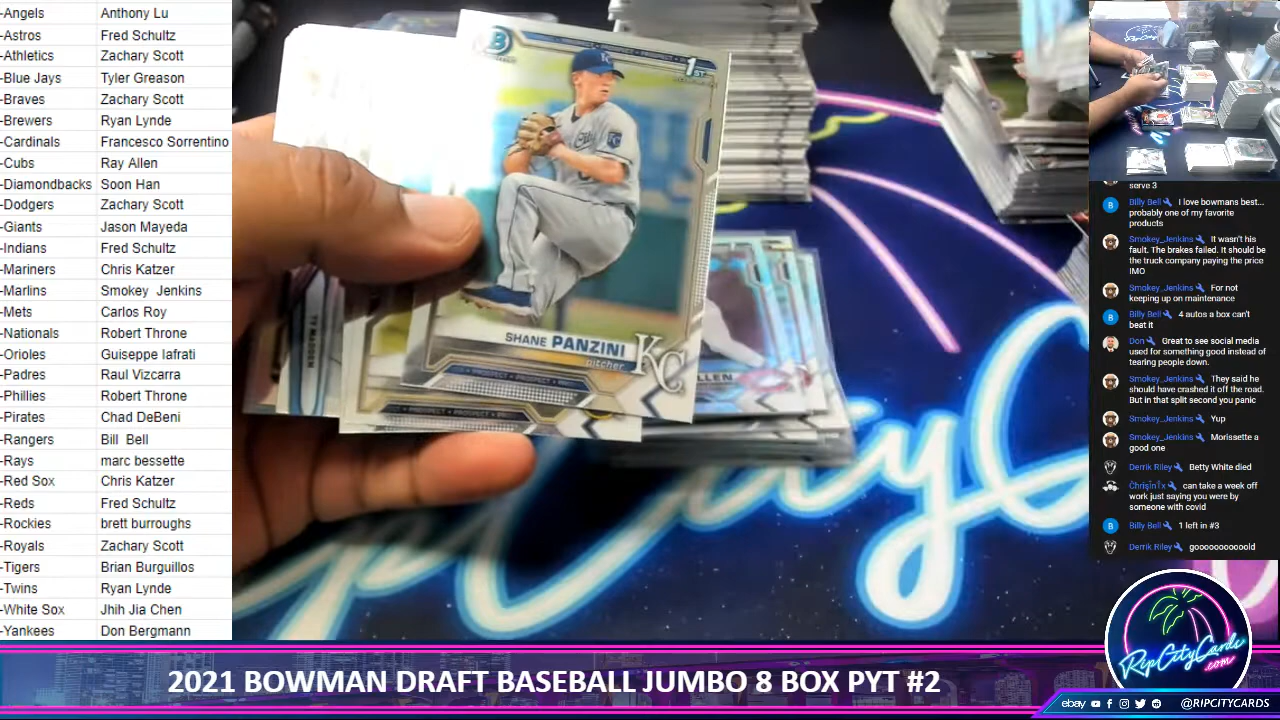 -Angels Anthony Lu
-Astros Fred Schultz
-Athletics Zachary Scott
-Blue Jays Tyler Greason
-Braves Zachary Scott
-Brewers Ryan Lynde
-Cardinals Francesco Sorrentino
-Cubs Ray Allen
-Diamondbacks Soon Han
-Dodgers Zachary Scott
-Giants Jason Mayeda
-Indians Fred Schultz
-Mariners Chris Katzer
-Marlins Smokey Jenkins
-Mets Carlos Roy
-Nationals Robert Throne
-Orioles Guiseppe Iafrati
-Padres Raul Vizcarra
-Phillies Robert Throne
-Pirates Chad DeBeni
-Rangers Bill Bell
-Rays marc bessette
-Red Sox Chris Katzer
-Reds Fred Schultz
-Rockies brett burroughs
-Royals Zachary Scott
-Tigers Brian Burguillos
-Twins Ryan Lynde
-White Sox Jhih Jia Chen
-Yankees Don Bergmann
B
1ST
SHANE PANZINI
pitcher
KC
PROSPECT
TY MADDEN
LLEN
serve 3
Billy Bell I love bowmans best...
probably one of my favorite
products
Smokey_Jenkins It wasn't his
fault. The brakes failed. It should be
the truck company paying the price
IMO
Smokey_Jenkins For not
keeping up on maintenance
Billy Bell 4 autos a box can't
beat it
Don Great to see social media
used for something good instead of
tearing people down.
Smokey_Jenkins They said he
should have crashed it off the road.
But in that split second you panic
Smokey_Jenkins Yup
Smokey_Jenkins Morissette a
good one
Derrik Riley Betty White died
can take a week off
work just saying you were by
someone with covid
Billy Bell 1 left in #3
Derrik Riley gooooooooooold
RipCityCards
.com
2021 BOWMAN DRAFT BASEBALL JUMBO 8 BOX PYT #2
ebay @RIPCITYCARDS